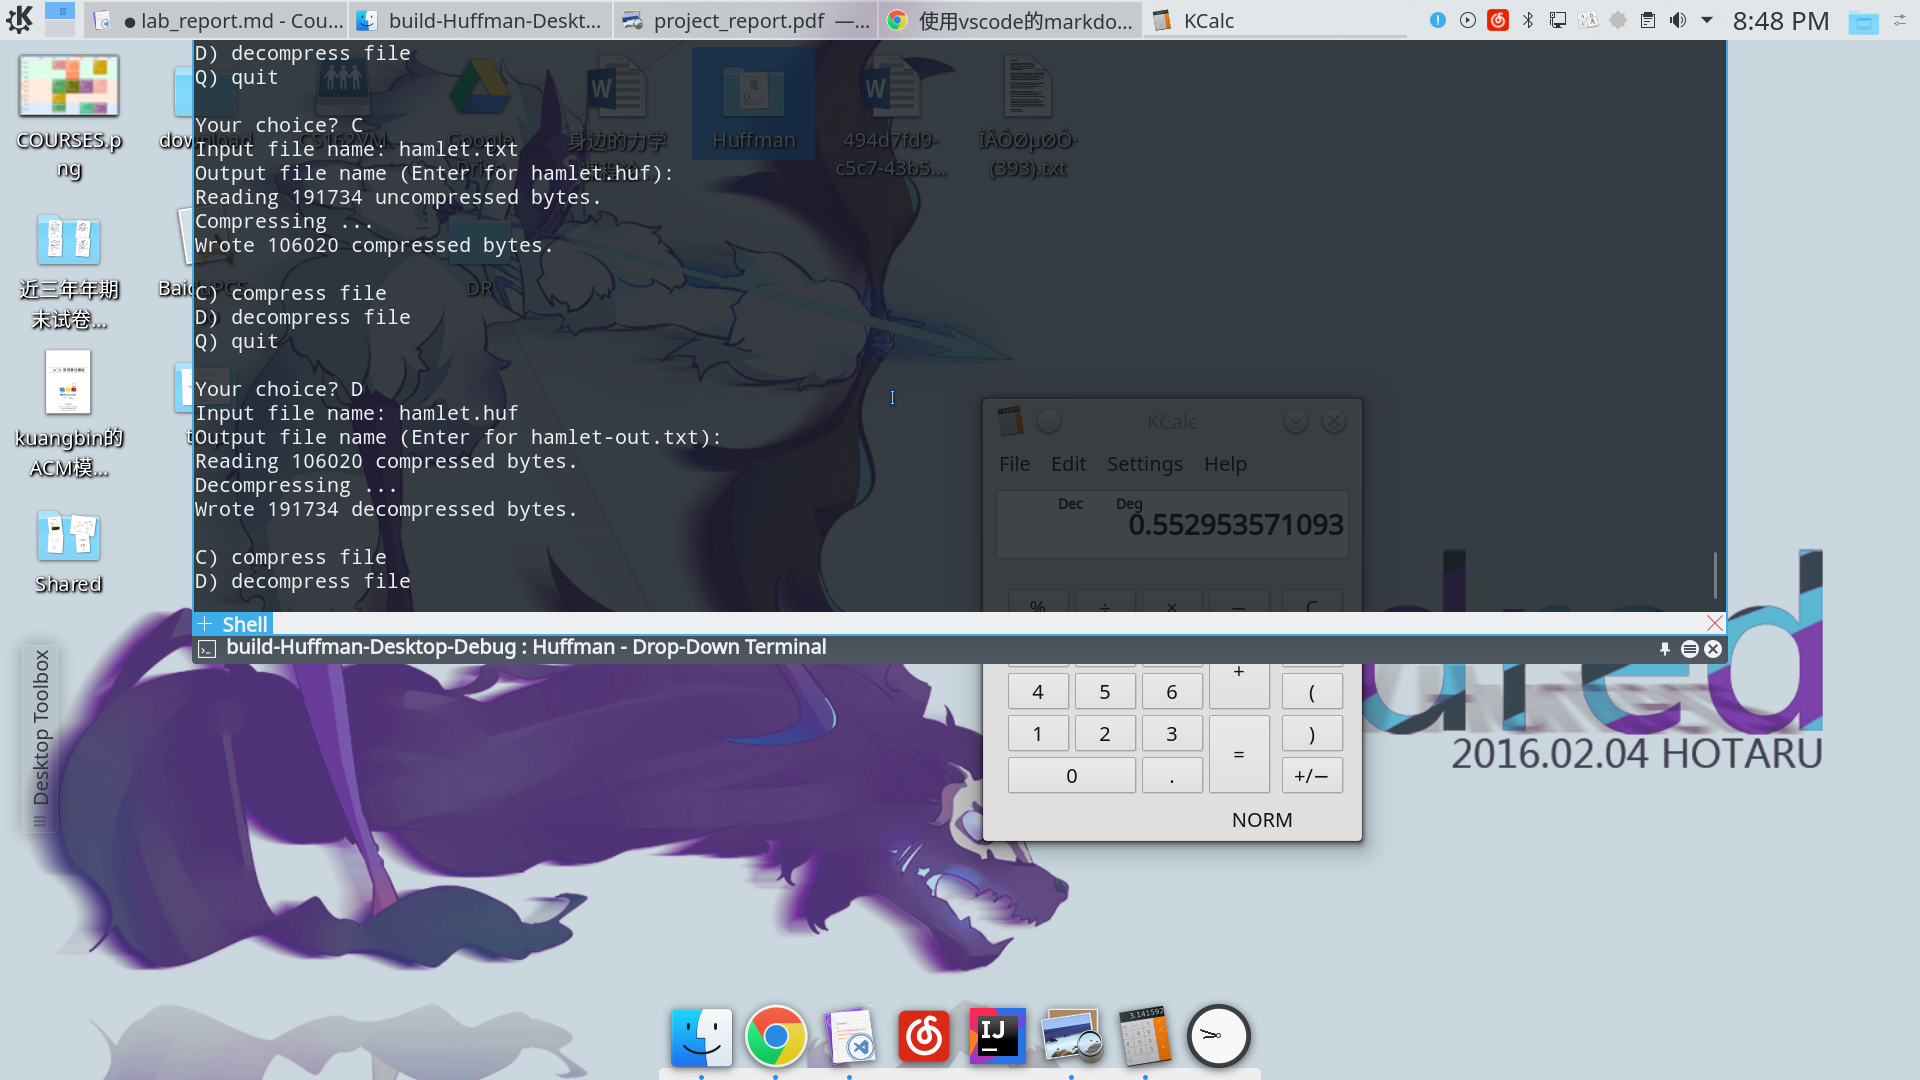 lab_report.md - Cou...
build-Huffman-Deskt...
project_report.pdf —...
使用vscode的markdo...
KCalc
8:48 PM
D) decompress file
Q) quit
Your choice? C
Input file name: hamlet.txt
Output file name (Enter for hamlet.huf):
Reading 191734 uncompressed bytes.
Compressing ...
Wrote 106020 compressed bytes.
C) compress file
D) decompress file
Q) quit
Your choice? D
Input file name: hamlet.huf
Output file name (Enter for hamlet-out.txt):
Reading 106020 compressed bytes.
Decompressing ...
Wrote 191734 decompressed bytes.
C) compress file
D) decompress file
Shell
build-Huffman-Desktop-Debug : Huffman - Drop-Down Terminal
COURSES.p
ng
近三年年期
末试卷...
kuangbin的
ACM模...
Shared
Desktop Toolbox
CS162VM
Google
身边的力学
Huffman
494d7fd9-
c5c7-43b5...
(393).txt
DR
KCalc
File Edit Settings Help
Dec Deg
0.552953571093
% ÷ × − C
+
4 5 6 (
1 2 3 )
=
0 . +/−
NORM
dred
2016.02.04 HOTARU
3.141592
IJ